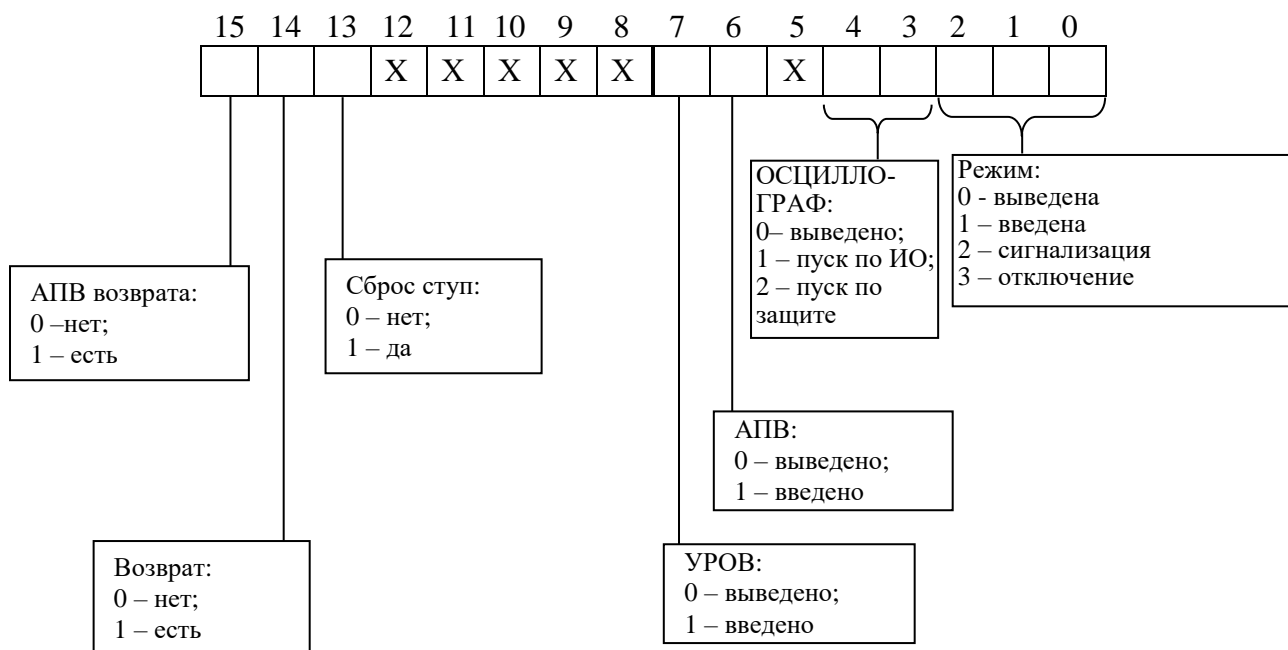 15 14 13 12 11 10 9 8 7 6 5 4 3 2 1 0
X X X X X X
ОСЦИЛЛО-
ГРАФ:
0– выведено;
1 – пуск по ИО;
2 – пуск по
защите
Режим:
0 - выведена
1 – введена
2 – сигнализация
3 – отключение
АПВ возврата:
0 –нет;
1 – есть
Сброс ступ:
0 – нет;
1 – да
АПВ:
0 – выведено;
1 – введено
Возврат:
0 – нет;
1 – есть
УРОВ:
0 – выведено;
1 – введено